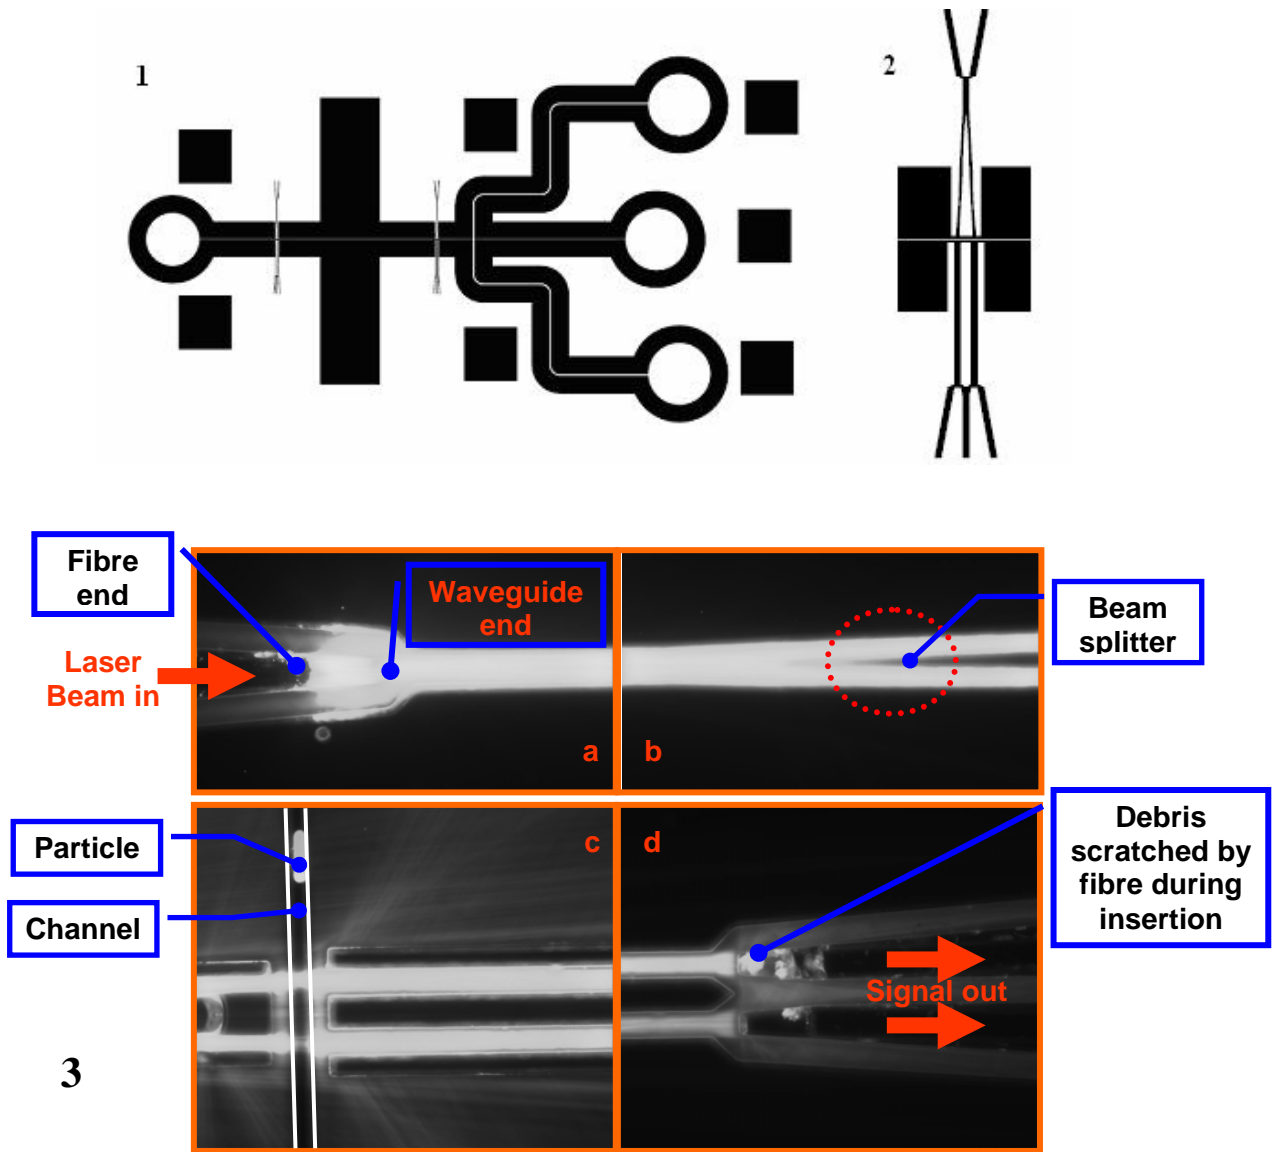 1
2
Fibre
end
Waveguide
end
Laser
Beam in
Beam
splitter
a
b
Particle
Channel
c
d
Debris
scratched by
fibre during
insertion
Signal out
3